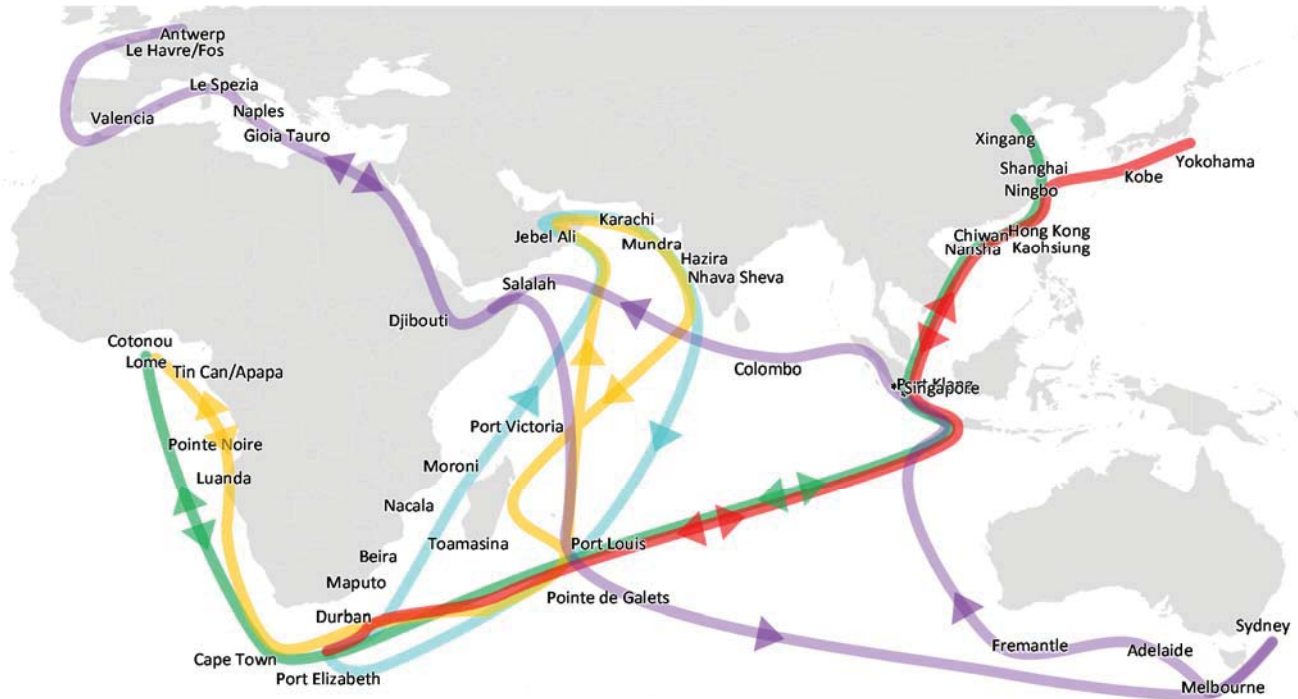 Antwerp
Le Havre/Fos
Le Spezia
Naples
Valencia
Gioia Tauro
Xingang
Shanghai
Ningbo
Kobe
Yokohama
Karachi
Jebel Ali
Mundra
Hazira
Nhava Sheva
Chiwan
Hong Kong
Nansha
Kaohsiung
Salalah
Djibouti
Cotonou
Lome
Tin Can/Apapa
Colombo
Port Klang
Singapore
Port Victoria
Pointe Noire
Luanda
Moroni
Nacala
Toamasina
Beira
Port Louis
Maputo
Pointe de Galets
Durban
Sydney
Fremantle
Adelaide
Cape Town
Port Elizabeth
Melbourne